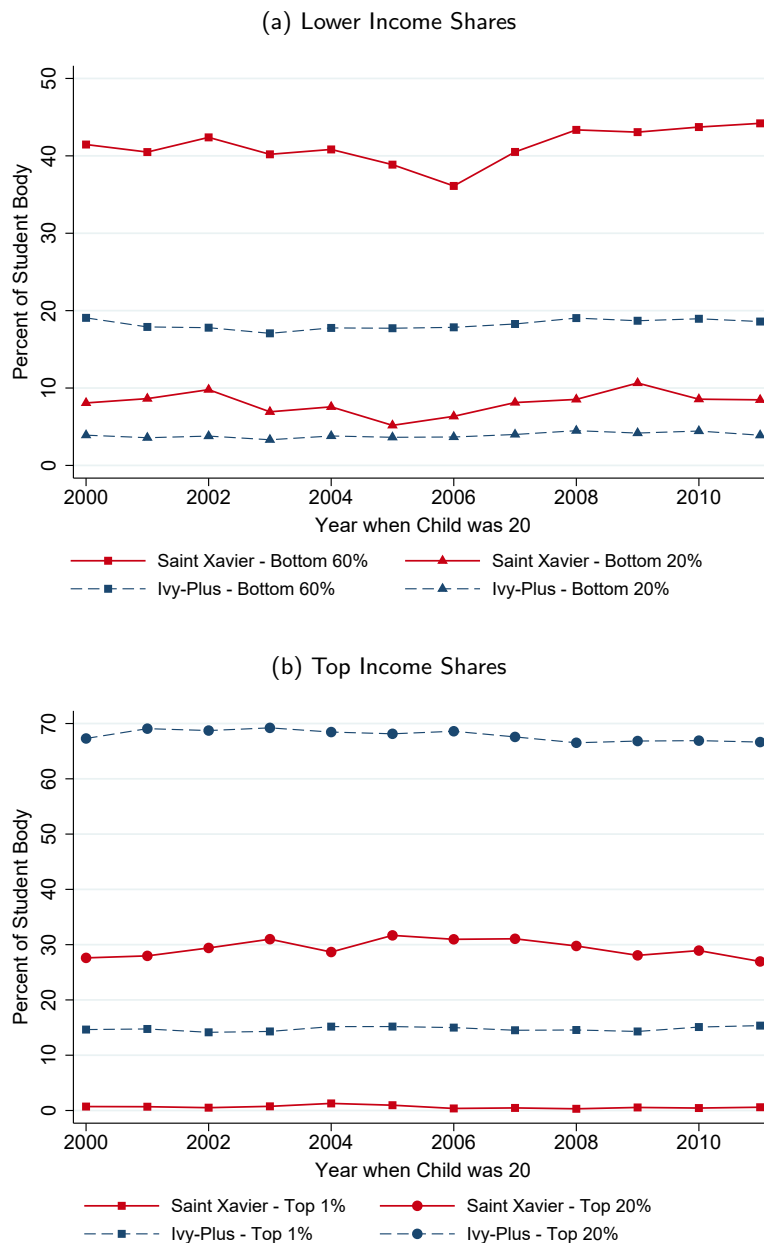 (a) Lower Income Shares
50
40
30
20
10
0
Percent of Student Body
2000 2002 2004 2006 2008 2010
Year when Child was 20
Saint Xavier - Bottom 60% Saint Xavier - Bottom 20%
Ivy-Plus - Bottom 60% Ivy-Plus - Bottom 20%
(b) Top Income Shares
70
60
50
40
30
20
10
0
Percent of Student Body
2000 2002 2004 2006 2008 2010
Year when Child was 20
Saint Xavier - Top 1% Saint Xavier - Top 20%
Ivy-Plus - Top 1% Ivy-Plus - Top 20%